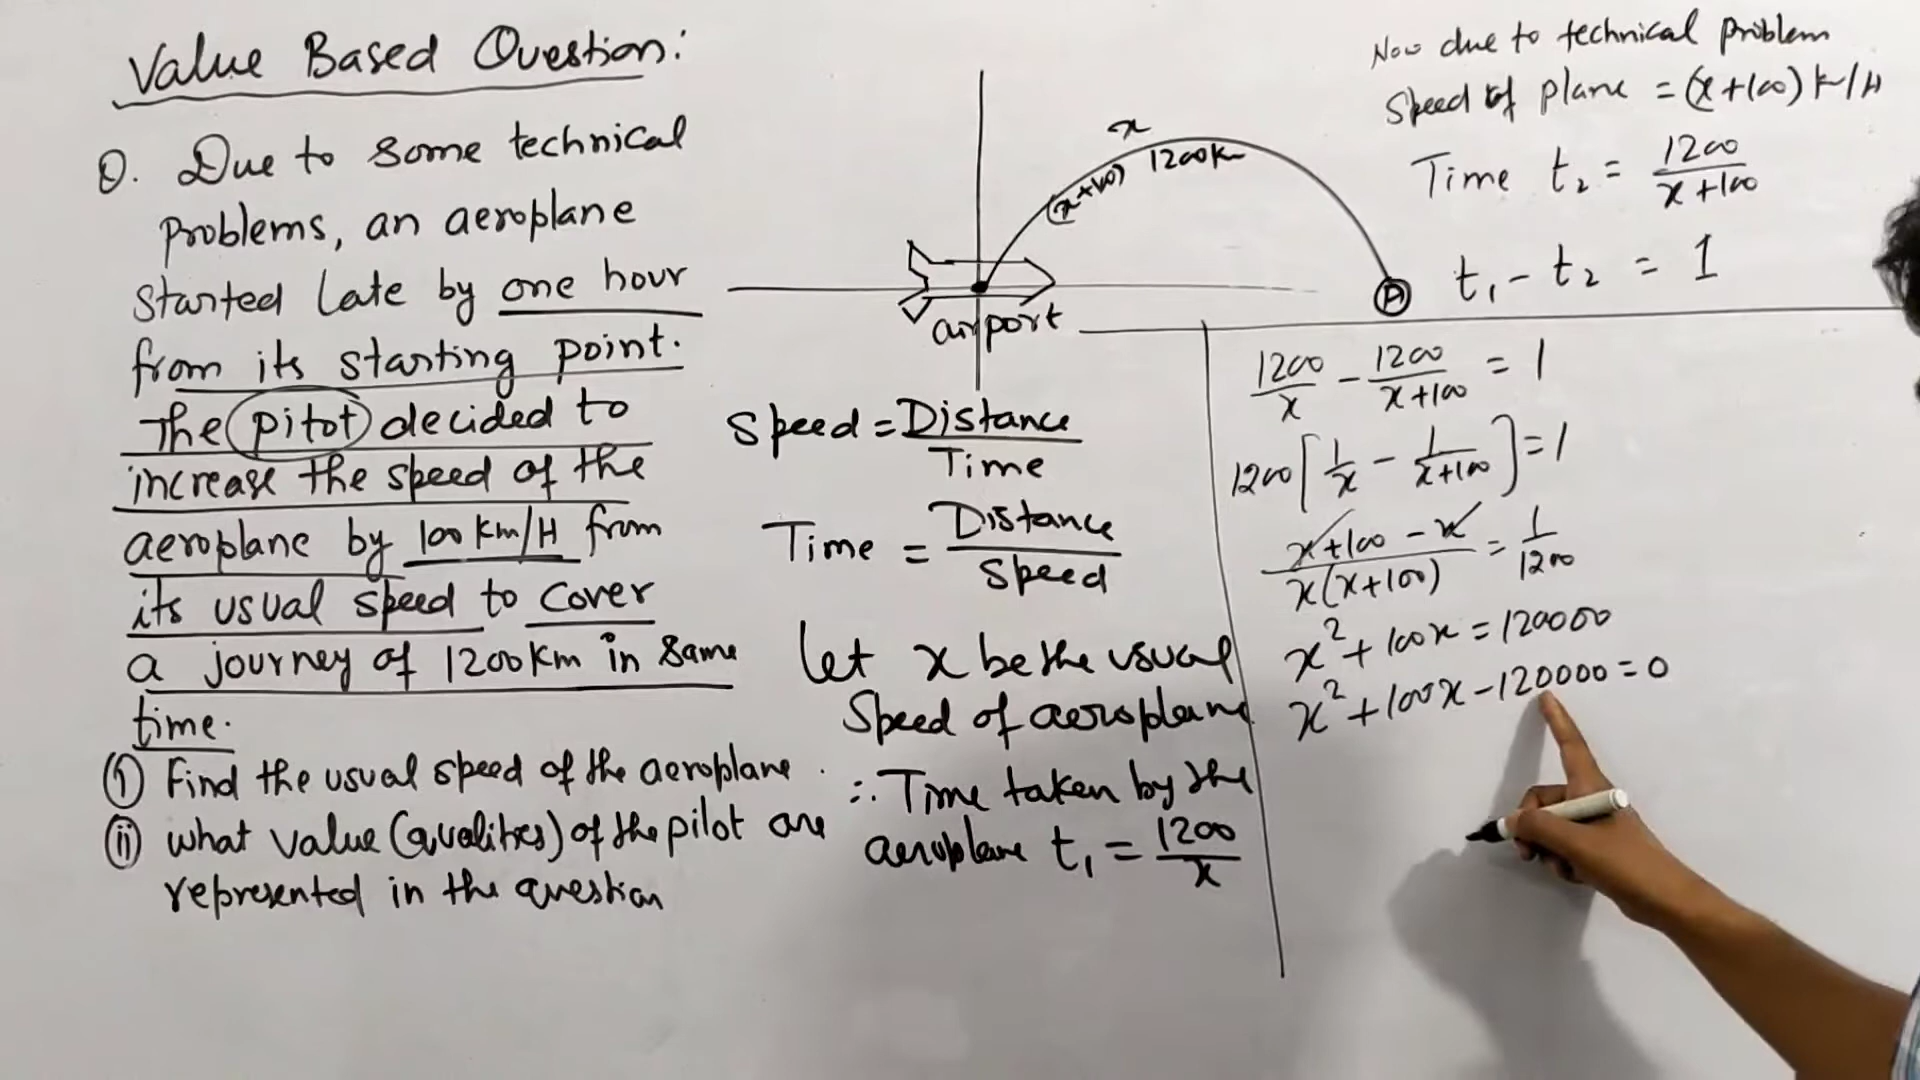 Value Based Question:
Q. Due to some technical
problems, an aeroplane
started late by one hour
from its starting point.
The pitot decided to
increase the speed of the
aeroplane by 100 km/H from
its usual speed to cover
a journey of 1200 km in same
time.
(i) Find the usual speed of the aeroplane.
(ii) what value (qualities) of the pilot are
represented in the question
x
(x+100) 1200 km
airport
A
Speed = Distance / Time
Time = Distance / Speed
let x be the usual
Speed of aeroplane
∴ Time taken by the
aeroplane t₁ = 1200/x
Now due to technical problem
Speed of plane = (x+100) K/H
Time t₂ = 1200/(x+100)
t₁ - t₂ = 1
1200/x - 1200/(x+100) = 1
1200 [1/x - 1/(x+100)] = 1
(x+100 - x)/(x(x+100)) = 1/1200
x² + 100x = 120000
x² + 100x - 120000 = 0